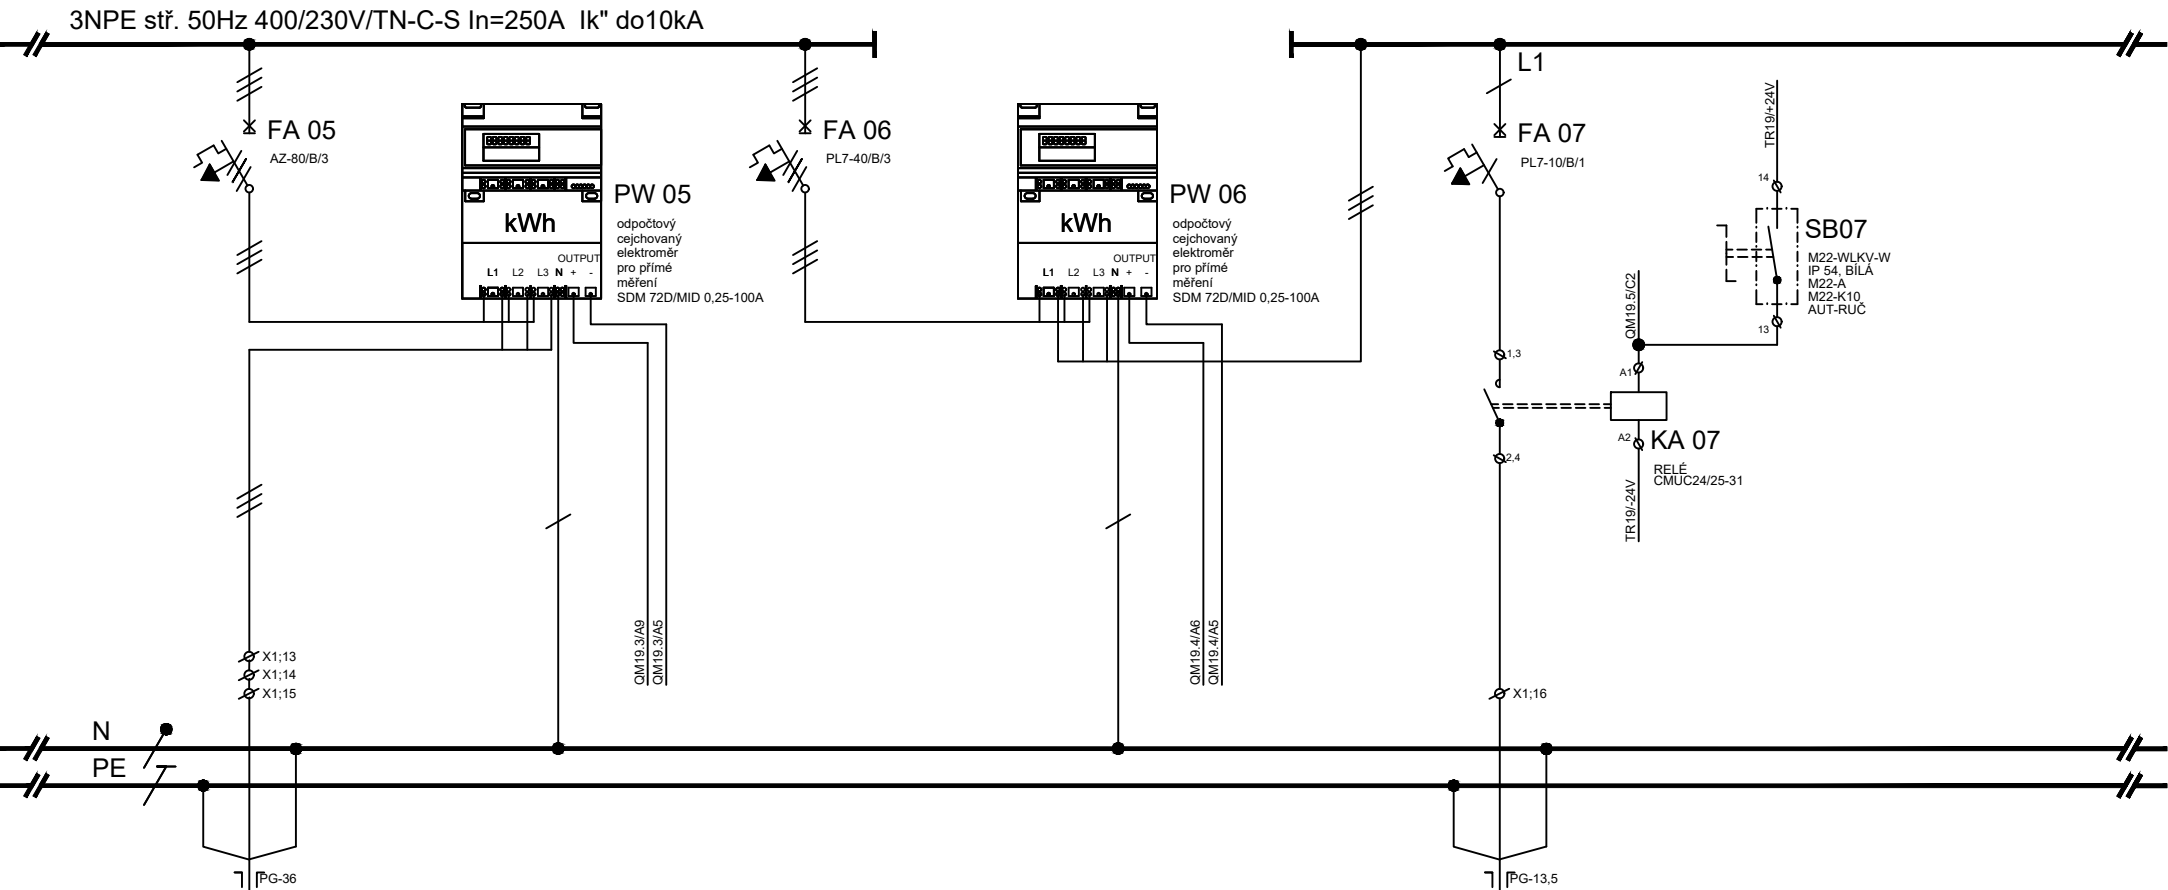 3NPE stř. 50Hz 400/230V/TN-C-S In=250A Ik" do10kA
FA 05
AZ-80/B/3
kWh
OUTPUT
L1 L2 L3 N + -
PW 05
odpočtový
cejchovaný
elektroměr
pro přímé
měření
SDM 72D/MID 0,25-100A
QM19.3/A9
QM19.3/A5
X1;13
X1;14
X1;15
FA 06
PL7-40/B/3
kWh
OUTPUT
L1 L2 L3 N + -
PW 06
odpočtový
cejchovaný
elektroměr
pro přímé
měření
SDM 72D/MID 0,25-100A
QM19.4/A6
QM19.4/A5
L1
FA 07
PL7-10/B/1
1,3
2,4
X1;16
TR19/+24V
14
SB07
M22-WLKV-W
IP 54, BÍLÁ
M22-A
M22-K10
AUT-RUČ
13
QM19.5/C2
A1
A2
KA 07
RELÉ
CMUC24/25-31
TR19/-24V
N
PE
PG-36
PG-13,5